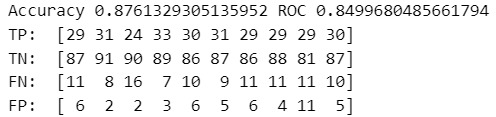 Accuracy 0.8761329305135952 ROC 0.8499680485661794
TP:  [29 31 24 33 30 31 29 29 29 30]
TN:  [87 91 90 89 86 87 86 88 81 87]
FN:  [11  8 16  7 10  9 11 11 11 10]
FP:  [ 6  2  2  3  6  5  6  4 11  5]